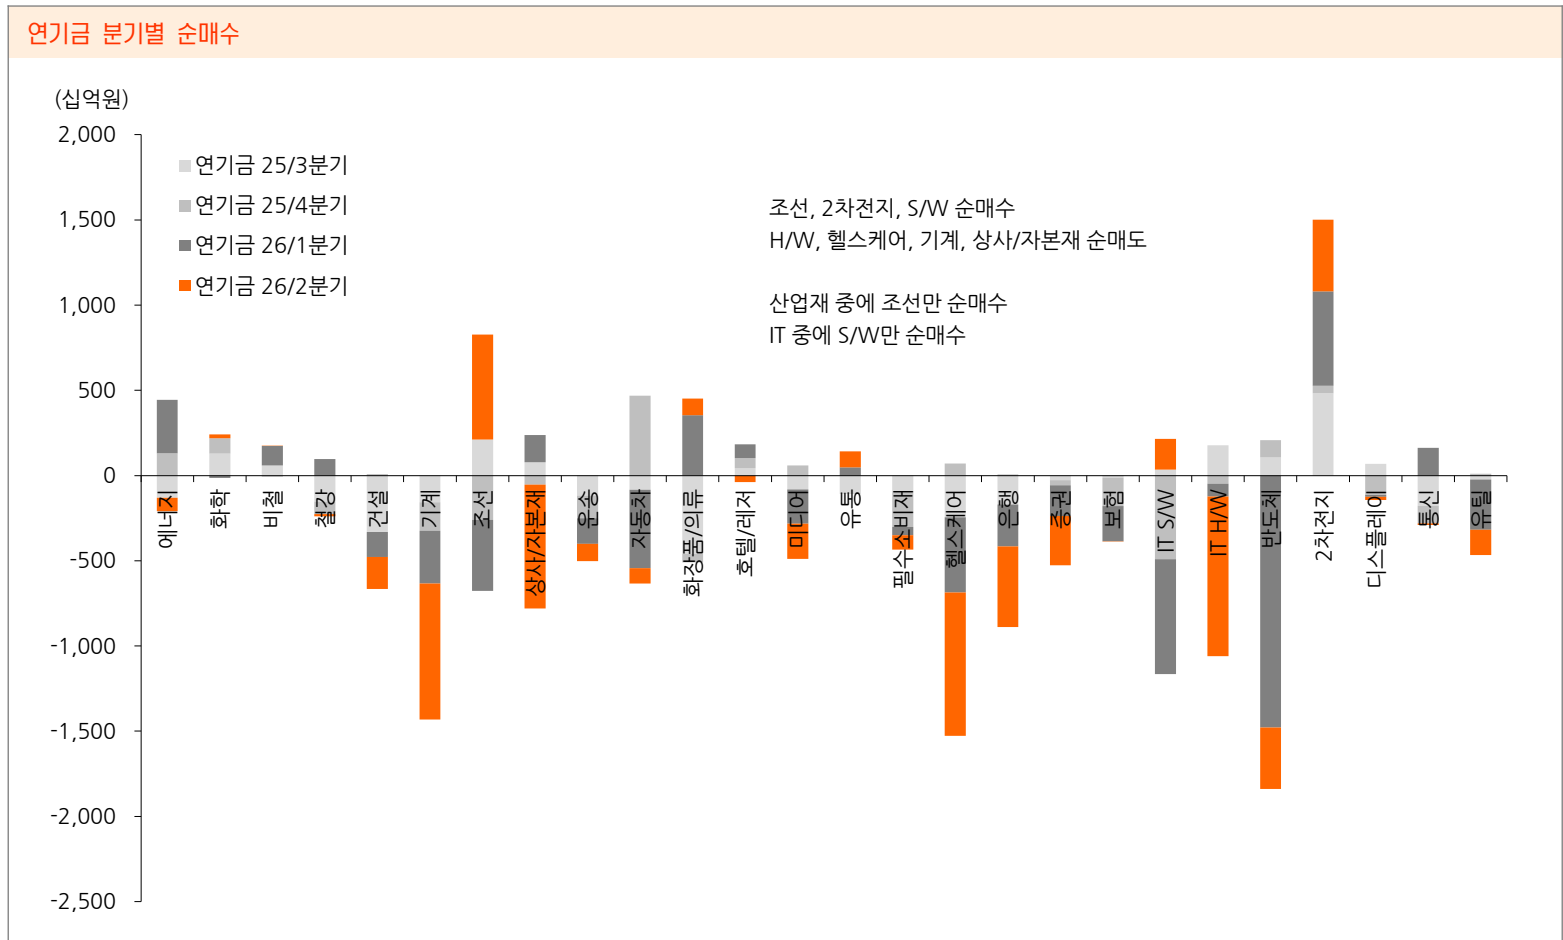 연기금 분기별 순매수
(십억원)
2,000
1,500
1,000
500
0
-500
-1,000
-1,500
-2,000
-2,500
연기금 25/3분기
연기금 25/4분기
연기금 26/1분기
연기금 26/2분기
조선, 2차전지, S/W 순매수
H/W, 헬스케어, 기계, 상사/자본재 순매도
산업재 중에 조선만 순매수
IT 중에 S/W만 순매수
에너지
화학
비철
철강
건설
기계
조선
상사/자본재
운송
자동차
화장품/의류
호텔/레저
미디어
유통
필수소비재
헬스케어
은행
증권
보험
IT S/W
IT H/W
반도체
2차전지
디스플레이
통신
유틸